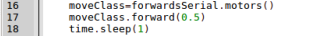 16 moveClass=forwardsSerial.motors()
17 moveClass.forward(0.5)
18 time.sleep(1)